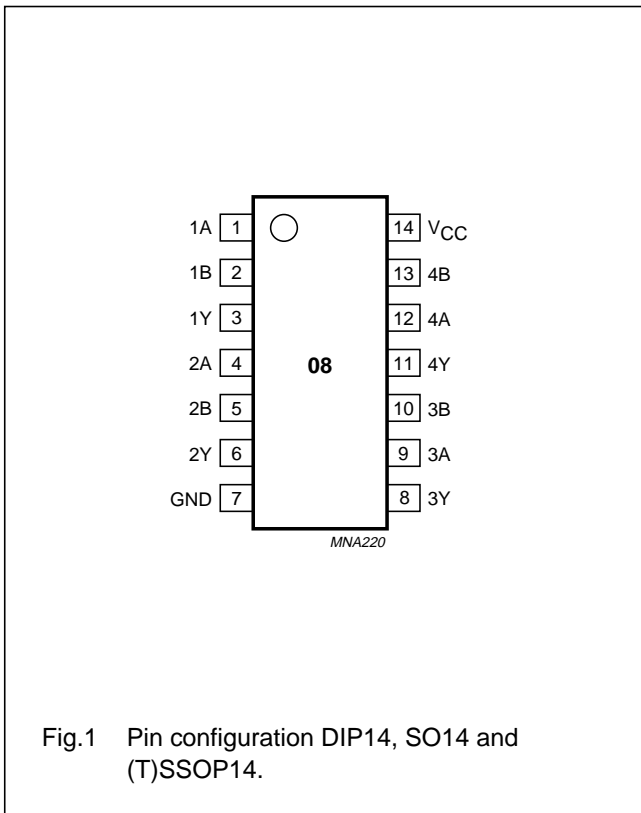 1A 1 14 VCC
1B 2 13 4B
1Y 3 12 4A
2A 4 08 11 4Y
2B 5 10 3B
2Y 6 9 3A
GND 7 8 3Y
MNA220
Fig.1 Pin configuration DIP14, SO14 and
(T)SSOP14.